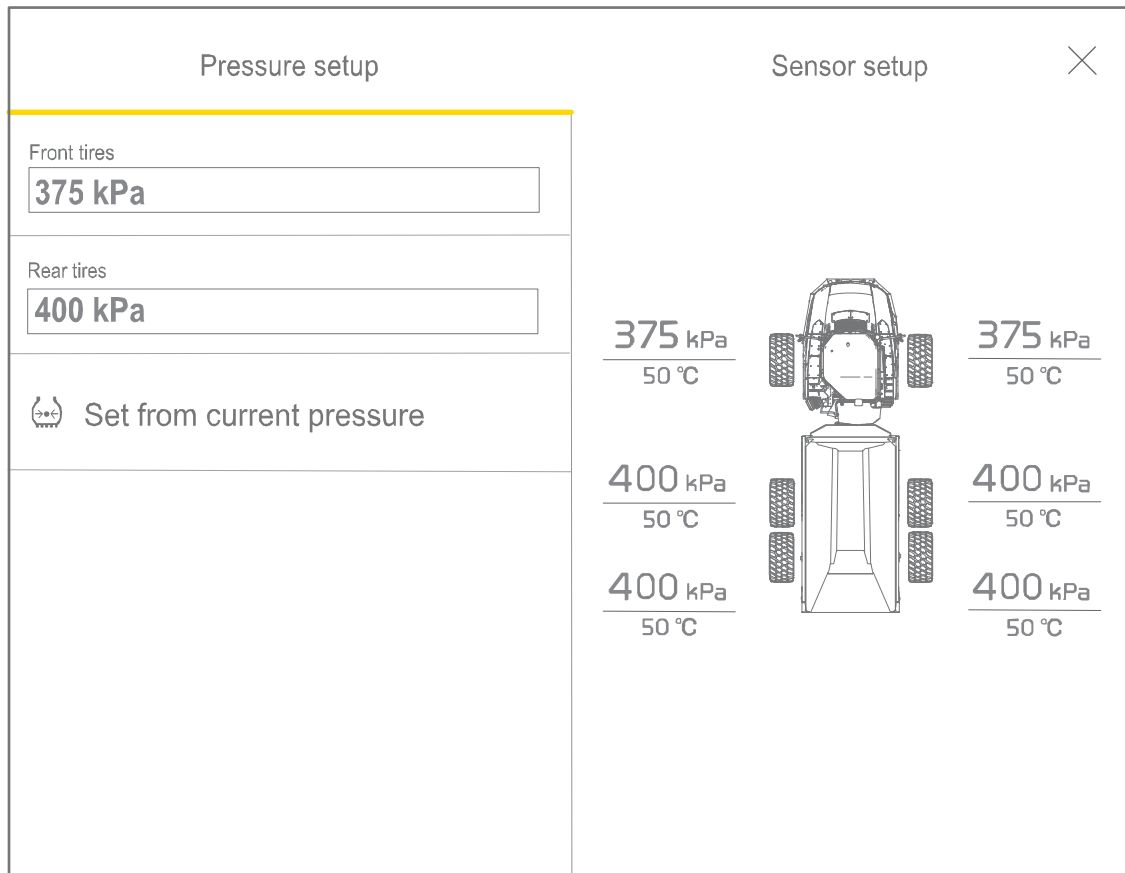 Pressure setup
Sensor setup
Front tires
375 kPa
Rear tires
400 kPa
Set from current pressure
375 kPa
50 °C
375 kPa
50 °C
400 kPa
50 °C
400 kPa
50 °C
400 kPa
50 °C
400 kPa
50 °C